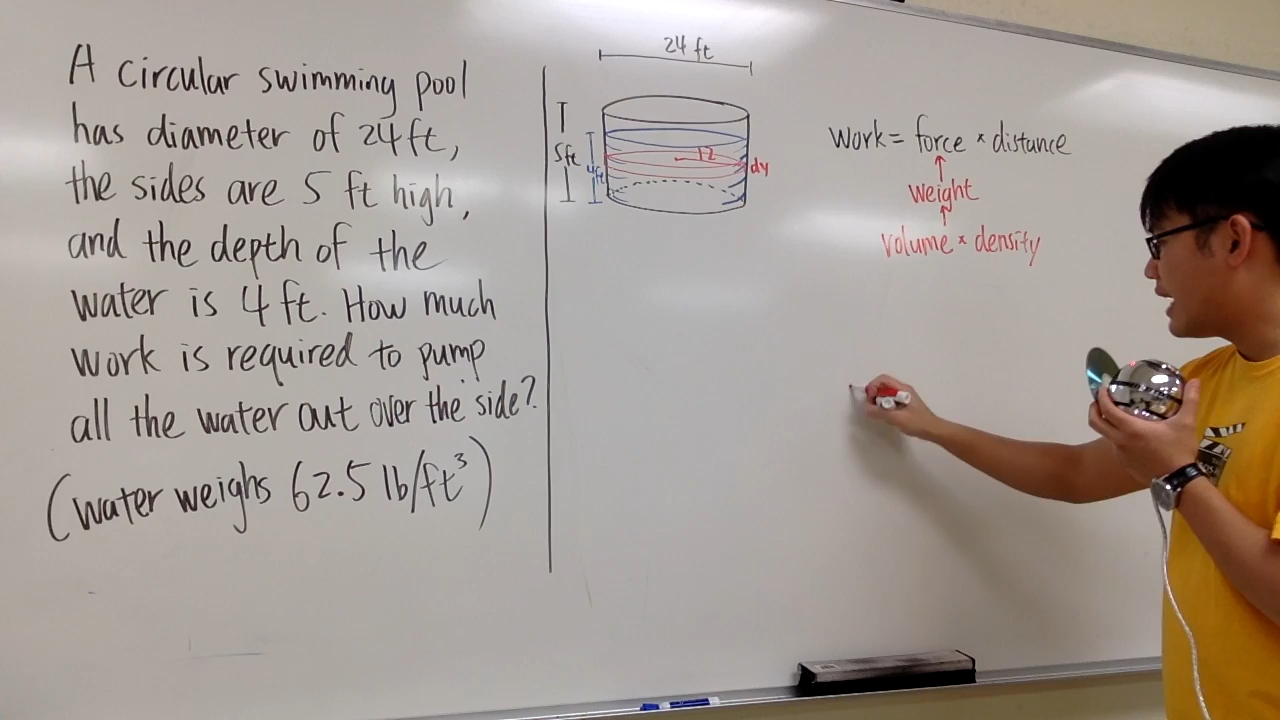 A circular swimming pool
has diameter of 24ft,
the sides are 5 ft high,
and the depth of the
water is 4 ft. How much
work is required to pump
all the water out over the side?
(water weighs 62.5 lb/ft³)
24 ft
5ft
4ft
12
dy
work = force × distance
weight
volume × density